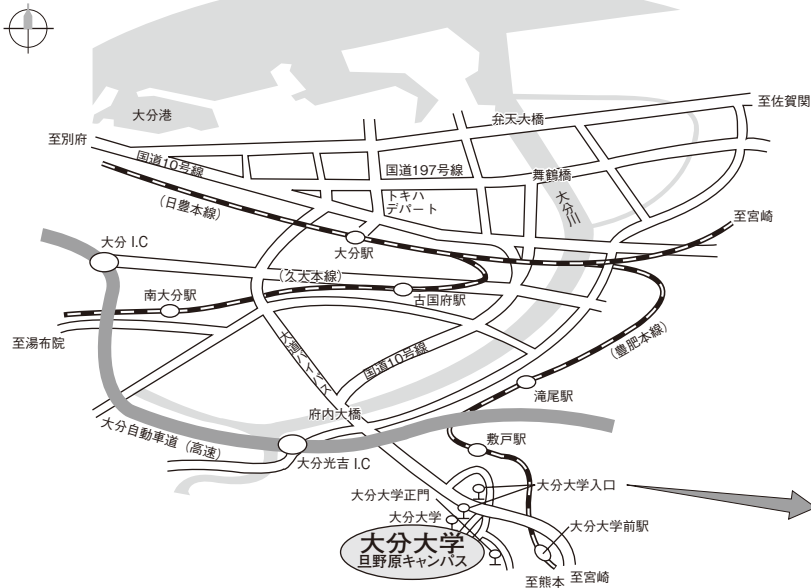 大分港
至佐賀関
弁天大橋
至別府
国道10号線
国道197号線
舞鶴橋
トキハ
デパート
大分川
(日豊本線)
至宮崎
大分 I.C
大分駅
(久大本線)
南大分駅
古国府駅
至湯布院
大道バイパス
国道10号線
(豊肥本線)
滝尾駅
府内大橋
大分自動車道 (高速)
敷戸駅
大分光吉 I.C
大分大学入口
大分大学正門
大分大学
大分大学前駅
大分大学
旦野原キャンパス
至熊本
至宮崎